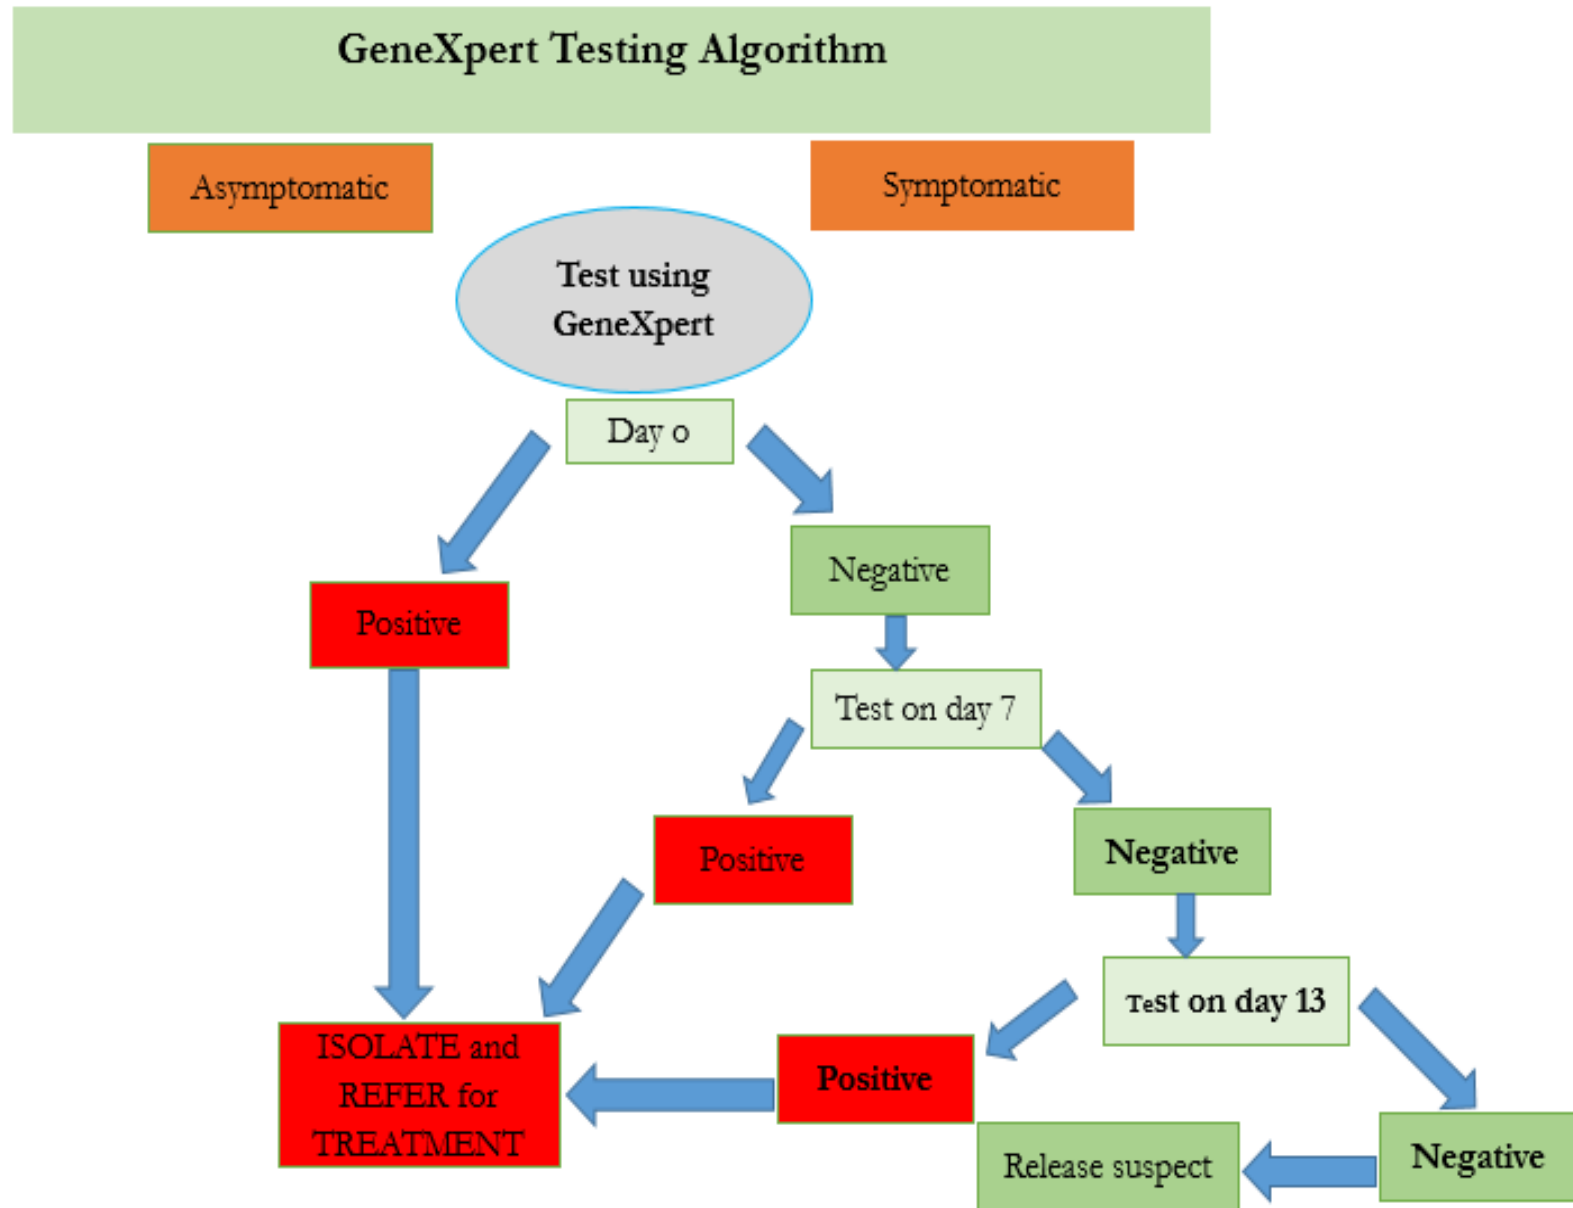 GeneXpert Testing Algorithm
Asymptomatic
Symptomatic
Test using
GeneXpert
Day 0
Negative
Positive
Test on day 7
Positive
Negative
Test on day 13
ISOLATE and
REFER for
TREATMENT
Positive
Release suspect
Negative